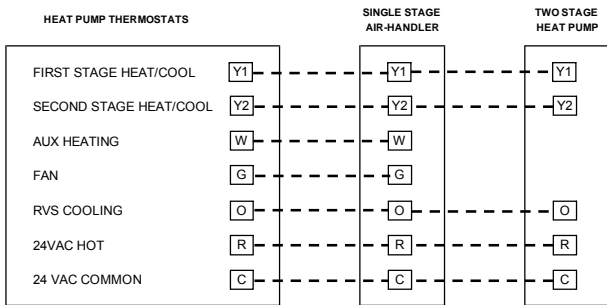 HEAT PUMP THERMOSTATS
SINGLE STAGE
AIR-HANDLER
TWO STAGE
HEAT PUMP
FIRST STAGE HEAT/COOL Y1 Y1 Y1
SECOND STAGE HEAT/COOL Y2 Y2 Y2
AUX HEATING W W
FAN G G
RVS COOLING O O O
24VAC HOT R R R
24 VAC COMMON C C C